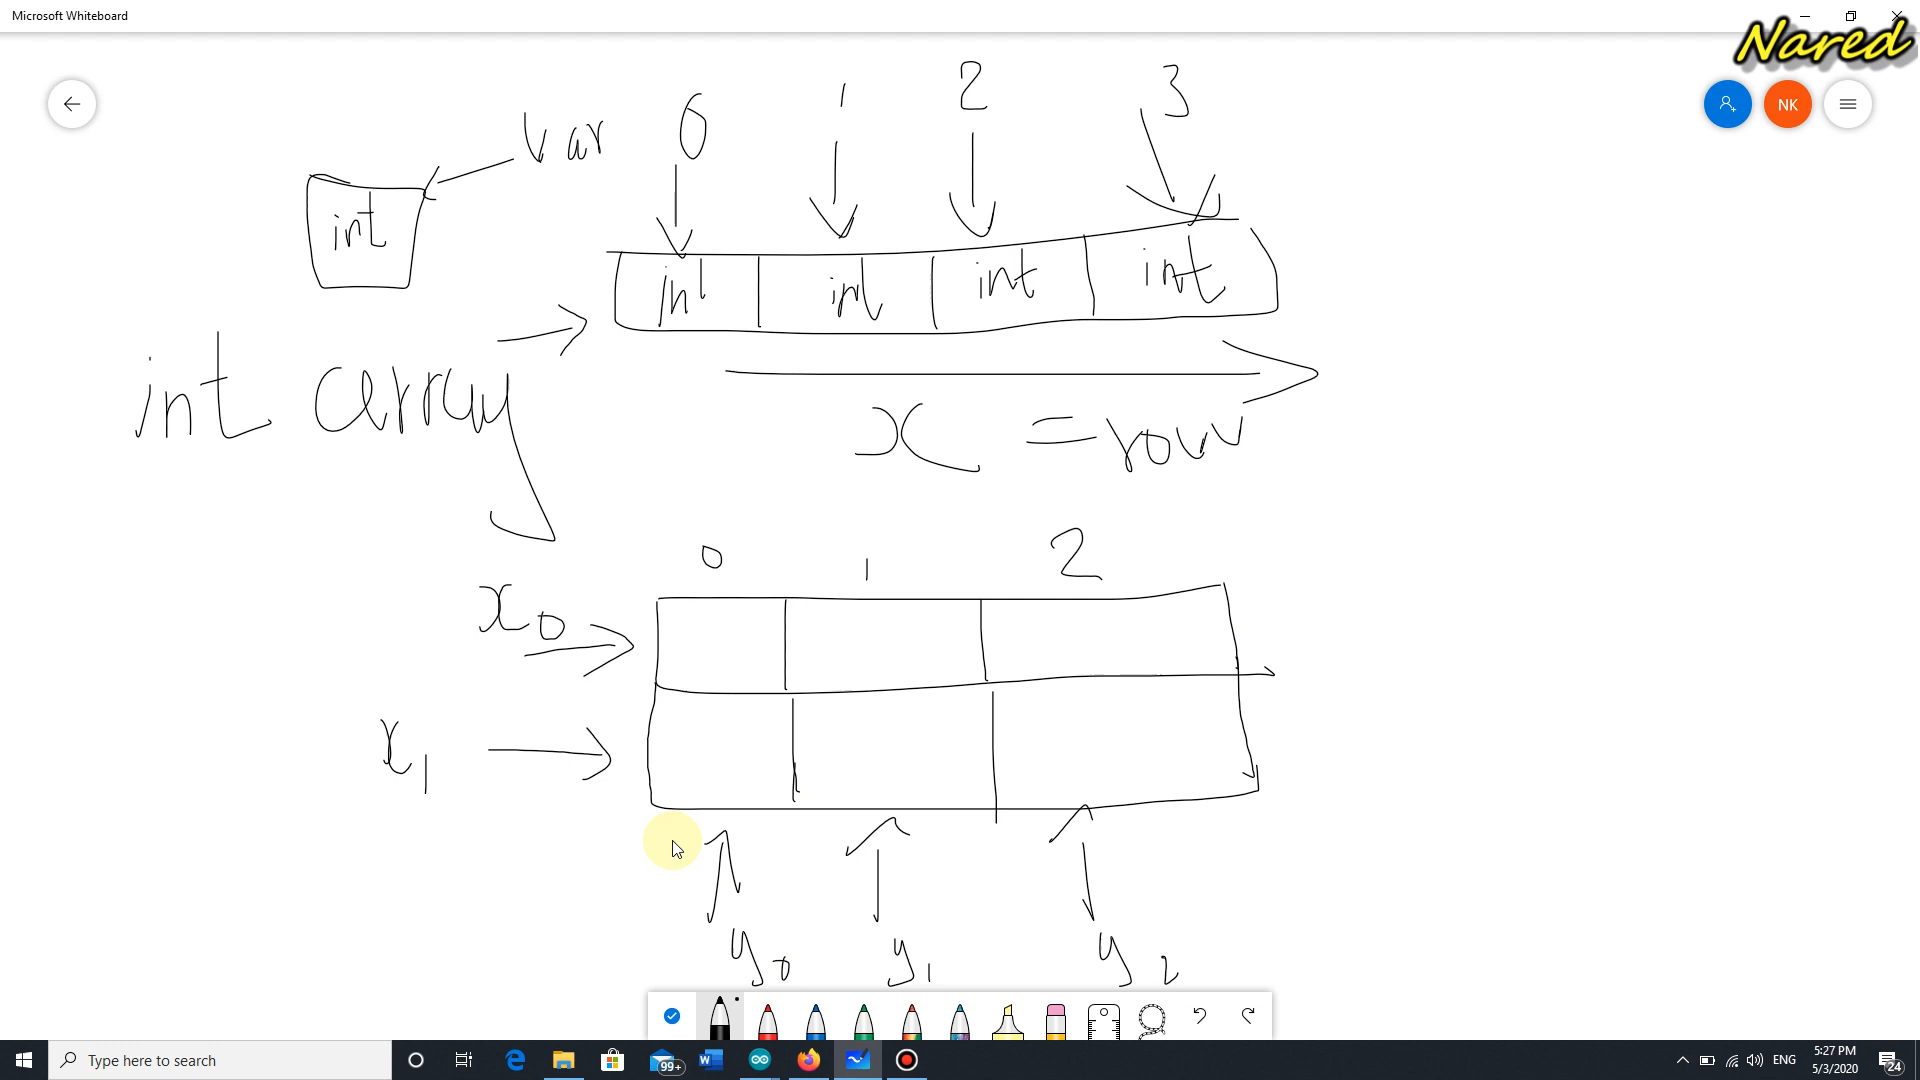 Microsoft Whiteboard
Nared
NK
var 0 1 2 3
int
int int int int
int array
x = row
0 1 2
x0
x1
y0 y1 y2
Type here to search
99+
ENG
5:27 PM
5/3/2020
24